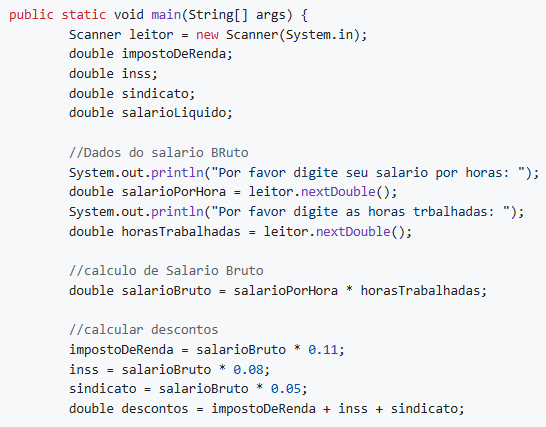 public static void main(String[] args) {
Scanner leitor = new Scanner(System.in);
double impostoDeRenda;
double inss;
double sindicato;
double salarioLiquido;
//Dados do salario BRuto
System.out.println("Por favor digite seu salario por horas: ");
double salarioPorHora = leitor.nextDouble();
System.out.println("Por favor digite as horas trbalhadas: ");
double horasTrabalhadas = leitor.nextDouble();
//calculo de Salario Bruto
double salarioBruto = salarioPorHora * horasTrabalhadas;
//calcular descontos
impostoDeRenda = salarioBruto * 0.11;
inss = salarioBruto * 0.08;
sindicato = salarioBruto * 0.05;
double descontos = impostoDeRenda + inss + sindicato;